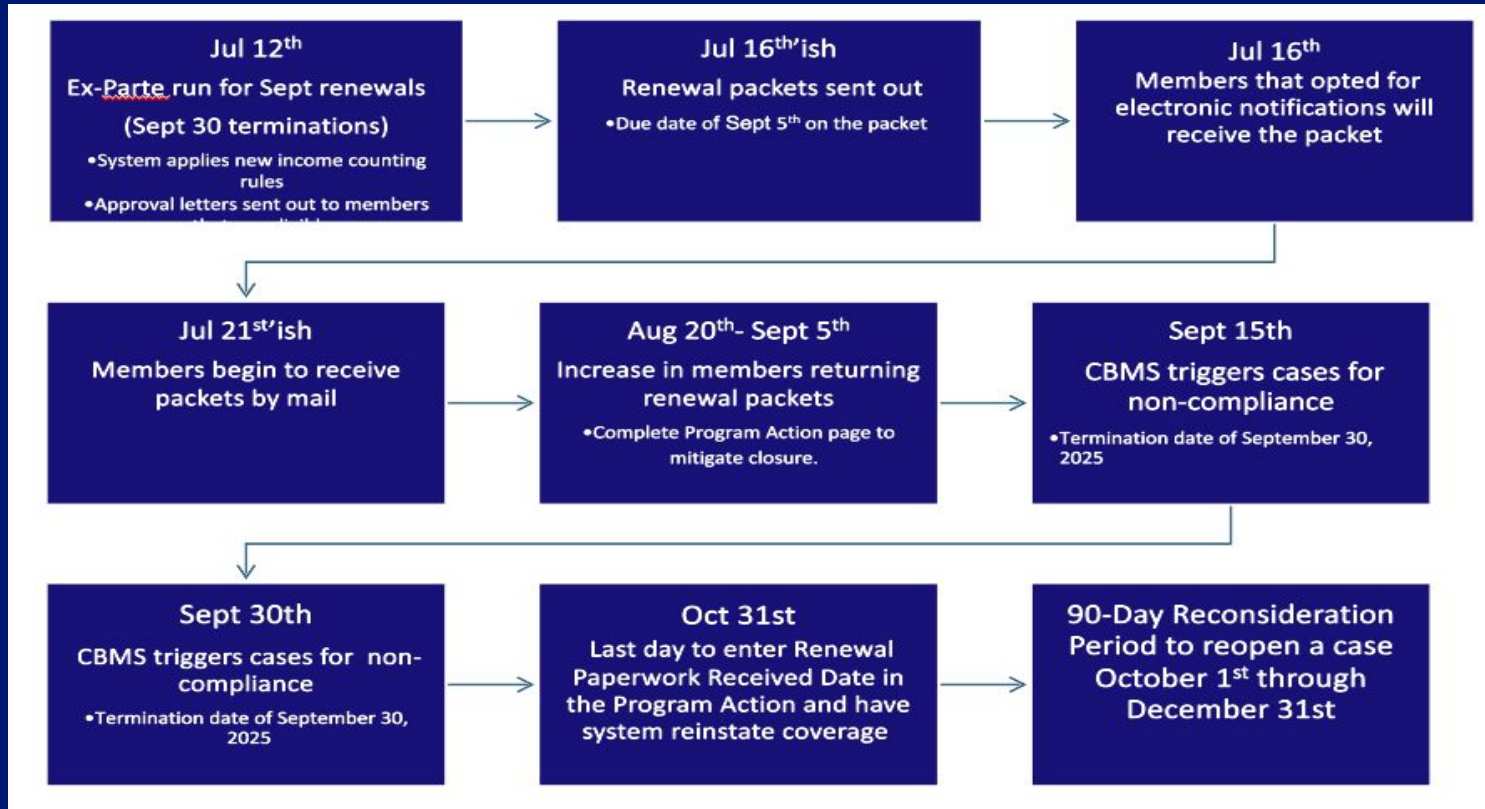 Jul 12th
Ex-Parte run for Sept renewals
(Sept 30 terminations)
•System applies new income counting
rules
•Approval letters sent out to members
Jul 16th'ish
Renewal packets sent out
•Due date of Sept 5th on the packet
Jul 16th
Members that opted for
electronic notifications will
receive the packet
Jul 21st'ish
Members begin to receive
packets by mail
Aug 20th- Sept 5th
Increase in members returning
renewal packets
•Complete Program Action page to
mitigate closure.
Sept 15th
CBMS triggers cases for
non-compliance
•Termination date of September 30,
2025
Sept 30th
CBMS triggers cases for non-
compliance
•Termination date of September 30,
2025
Oct 31st
Last day to enter Renewal
Paperwork Received Date in
the Program Action and have
system reinstate coverage
90-Day Reconsideration
Period to reopen a case
October 1st through
December 31st